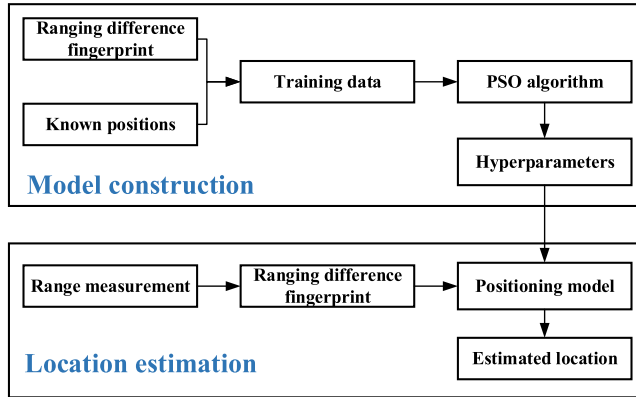 Ranging difference
fingerprint
Training data
PSO algorithm
Known positions
Hyperparameters
Model construction
Range measurement
Ranging difference
fingerprint
Positioning model
Estimated location
Location estimation